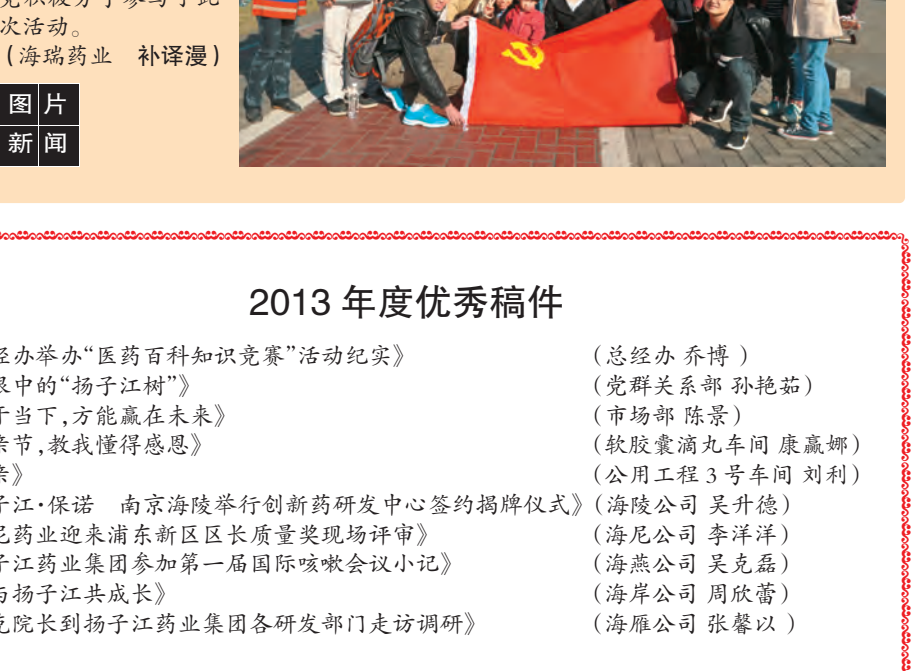 次活动。
(海瑞药业 补译漫)
图片
新闻
2013 年度优秀稿件
经办举办“医药百科知识竞赛”活动纪实》 (总经办 乔博 )
眼中的“扬子江树”》 (党群关系部 孙艳茹)
于当下,方能赢在未来》 (市场部 陈景)
亲节,教我懂得感恩》 (软胶囊滴丸车间 康赢娜)
亲》 (公用工程 3 号车间 刘利)
子江·保诺 南京海陵举行创新药研发中心签约揭牌仪式》(海陵公司 吴升德)
尼药业迎来浦东新区区长质量奖现场评审》 (海尼公司 李洋洋)
子江药业集团参加第一届国际咳嗽会议小记》 (海燕公司 吴克磊)
与扬子江共成长》 (海岸公司 周欣蕾)
院长到扬子江药业集团各研发部门走访调研》 (海雁公司 张馨以 )